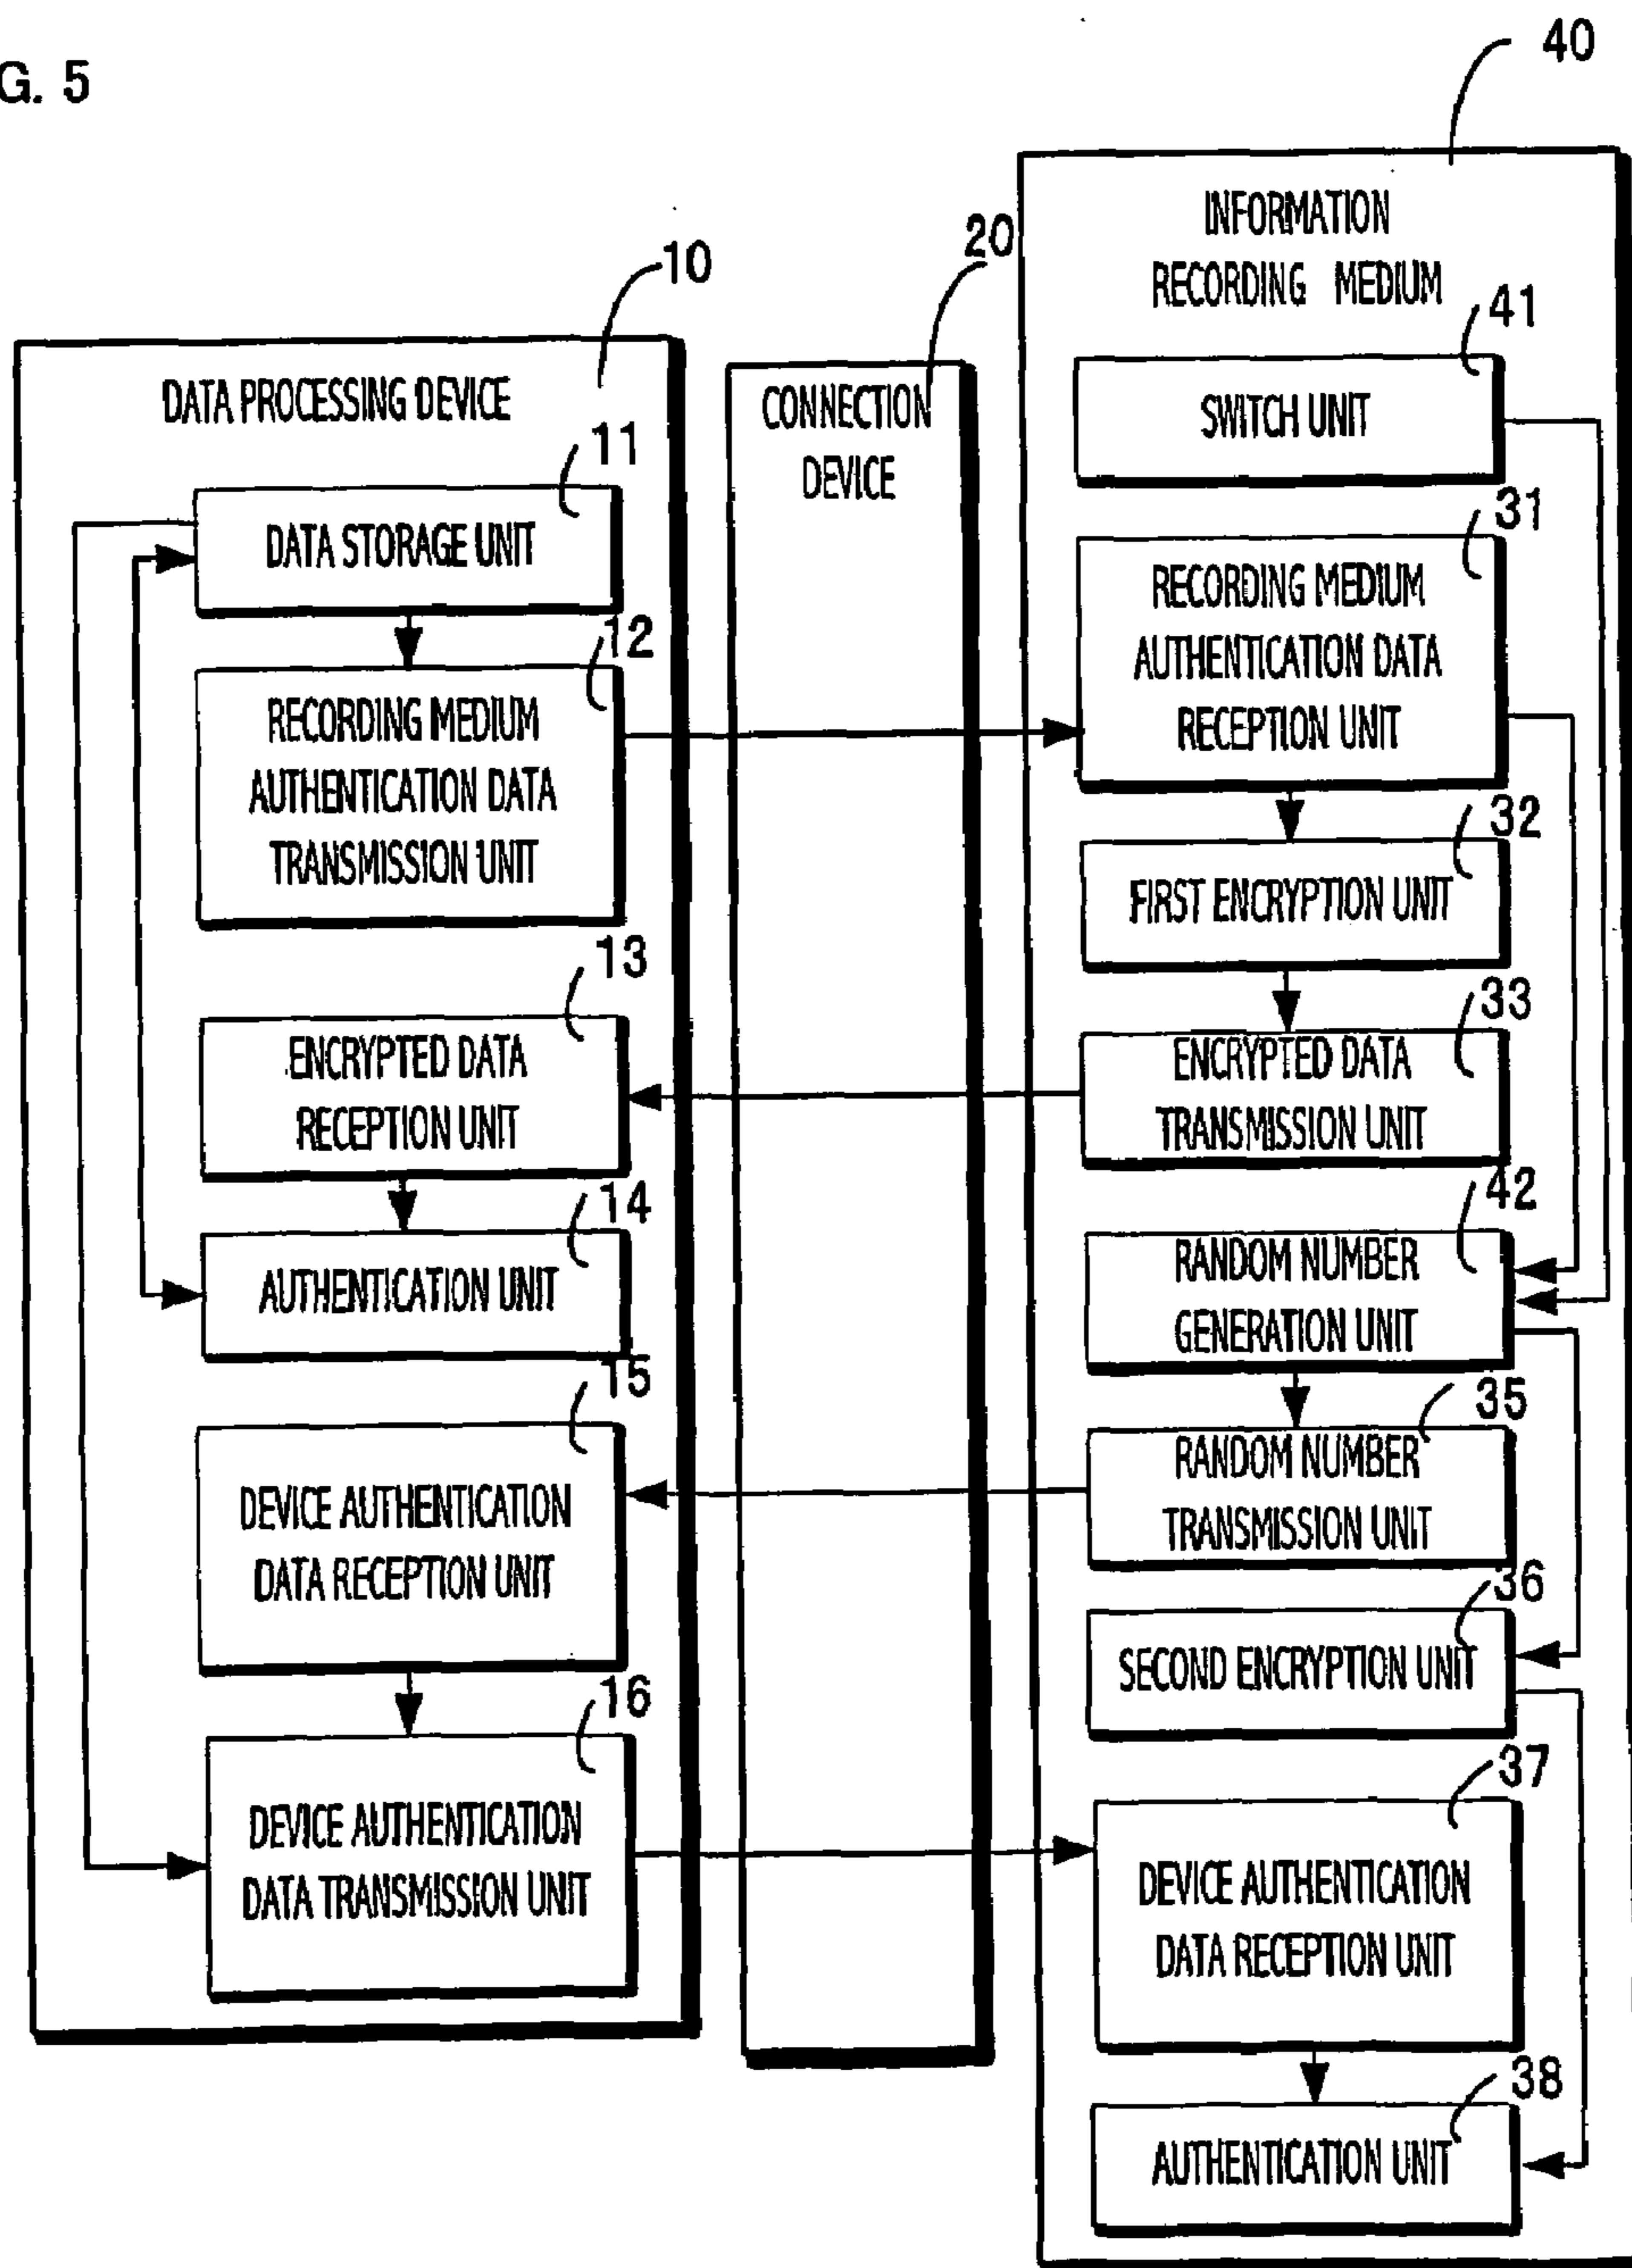 G. 5
40
INFORMATION
RECORDING MEDIUM
20
10
41
DATA PROCESSING DEVICE
CONNECTION
DEVICE
SWITCH UNIT
11
DATA STORAGE UNIT
31
RECORDING MEDIUM
AUTHENTICATION DATA
RECEPTION UNIT
12
RECORDING MEDIUM
AUTHENTICATION DATA
TRANSMISSION UNIT
32
FIRST ENCRYPTION UNIT
13
ENCRYPTED DATA
RECEPTION UNIT
33
ENCRYPTED DATA
TRANSMISSION UNIT
14
AUTHENTICATION UNIT
42
RANDOM NUMBER
GENERATION UNIT
15
DEVICE AUTHENTICATION
DATA RECEPTION UNIT
35
RANDOM NUMBER
TRANSMISSION UNIT
36
SECOND ENCRYPTION UNIT
16
DEVICE AUTHENTICATION
DATA TRANSMISSION UNIT
37
DEVICE AUTHENTICATION
DATA RECEPTION UNIT
38
AUTHENTICATION UNIT